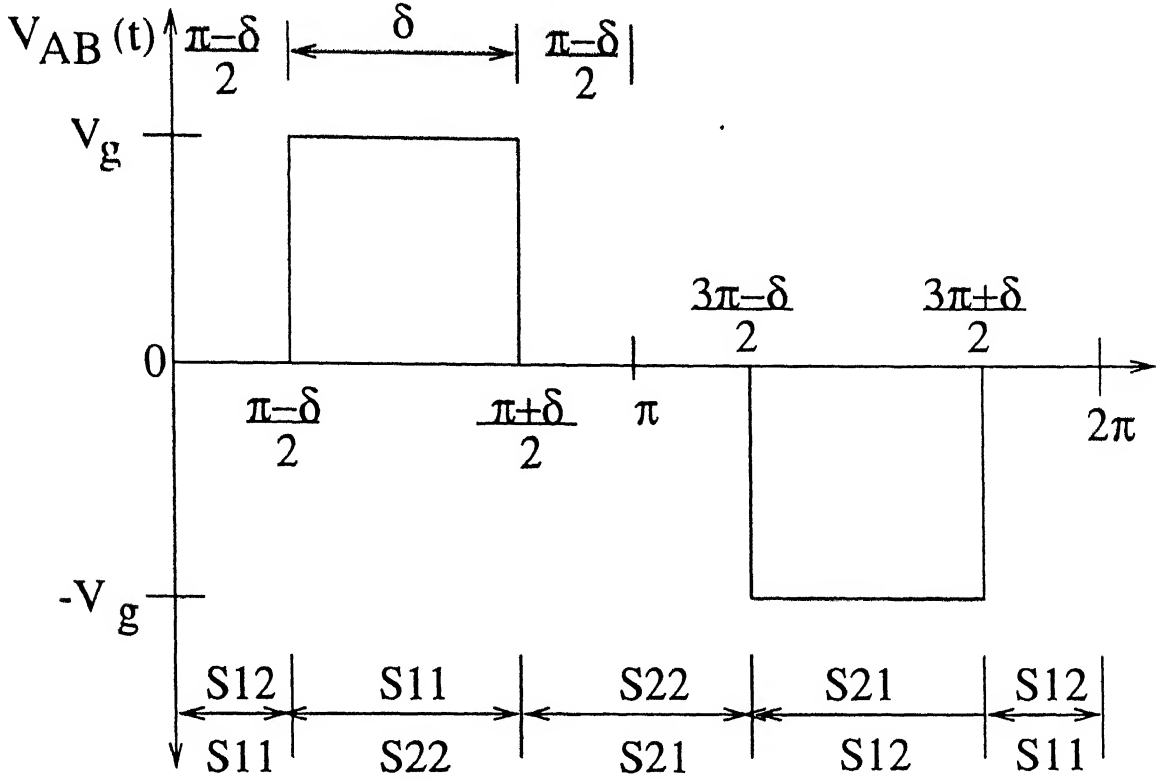 V_AB (t)
π−δ/2
δ
π−δ/2
V_g
3π−δ/2
3π±δ/2
0
π−δ/2
π±δ/2
π
2π
-V_g
S12 S11 S22 S21 S12
S11 S22 S21 S12 S11